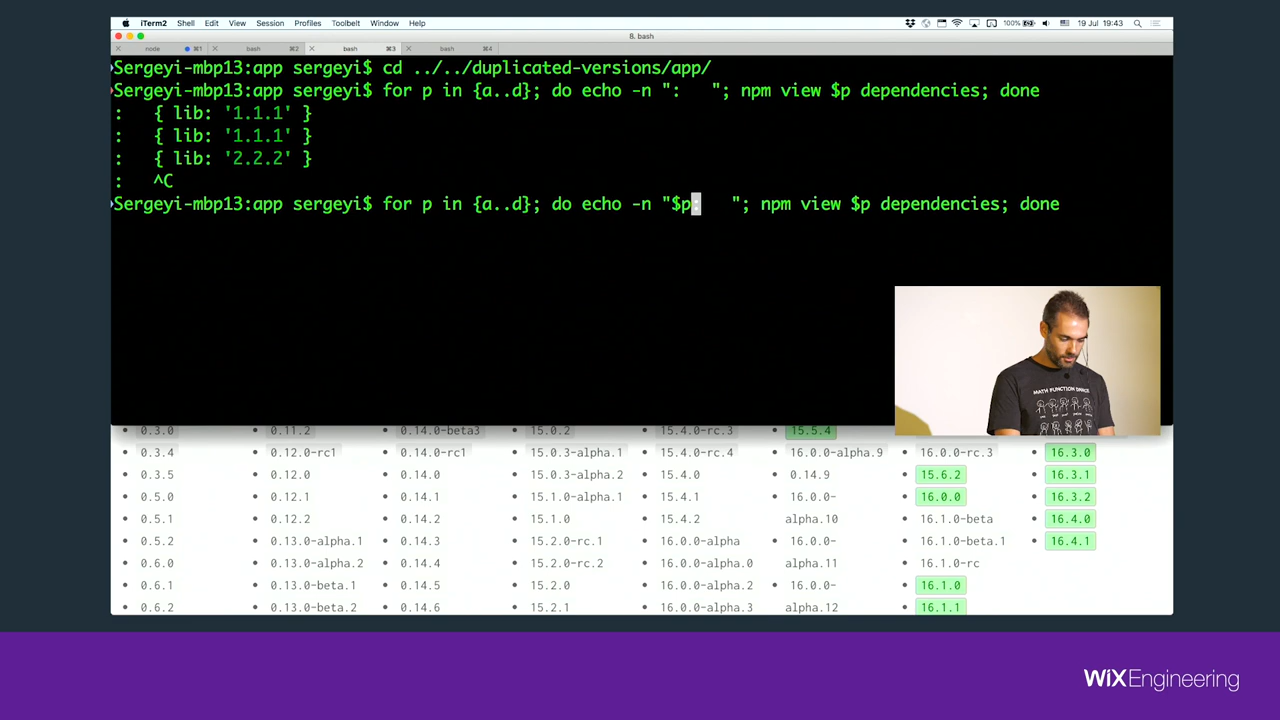 iTerm2 Shell Edit View Session Profiles Toolbelt Window Help 100% 19 Jul 19:43
8. bash
node ⌘1 bash ⌘2 bash ⌘3 bash ⌘4
Sergeyi-mbp13:app sergeyi$ cd ../../duplicated-versions/app/
Sergeyi-mbp13:app sergeyi$ for p in {a..d}; do echo -n ":   "; npm view $p dependencies; done
:   { lib: '1.1.1' }
:   { lib: '1.1.1' }
:   { lib: '2.2.2' }
:   ^C
Sergeyi-mbp13:app sergeyi$ for p in {a..d}; do echo -n "$p:   "; npm view $p dependencies; done
MATH FUNCTION DANCE
0.3.0 0.11.2 0.14.0-beta3 15.0.2 15.4.0-rc.3 15.5.4
0.3.4 0.12.0-rc1 0.14.0-rc1 15.0.3-alpha.1 15.4.0-rc.4 16.0.0-alpha.9 16.0.0-rc.3 16.3.0
0.3.5 0.12.0 0.14.0 15.0.3-alpha.2 15.4.0 0.14.9 15.6.2 16.3.1
0.5.0 0.12.1 0.14.1 15.1.0-alpha.1 15.4.1 16.0.0- 16.0.0 16.3.2
0.5.1 0.12.2 0.14.2 15.1.0 15.4.2 alpha.10 16.1.0-beta 16.4.0
0.5.2 0.13.0-alpha.1 0.14.3 15.2.0-rc.1 16.0.0-alpha 16.0.0- 16.1.0-beta.1 16.4.1
0.6.0 0.13.0-alpha.2 0.14.4 15.2.0-rc.2 16.0.0-alpha.0 alpha.11 16.1.0-rc
0.6.1 0.13.0-beta.1 0.14.5 15.2.0 16.0.0-alpha.2 16.0.0- 16.1.0
0.6.2 0.13.0-beta.2 0.14.6 15.2.1 16.0.0-alpha.3 alpha.12 16.1.1
WiXEngineering